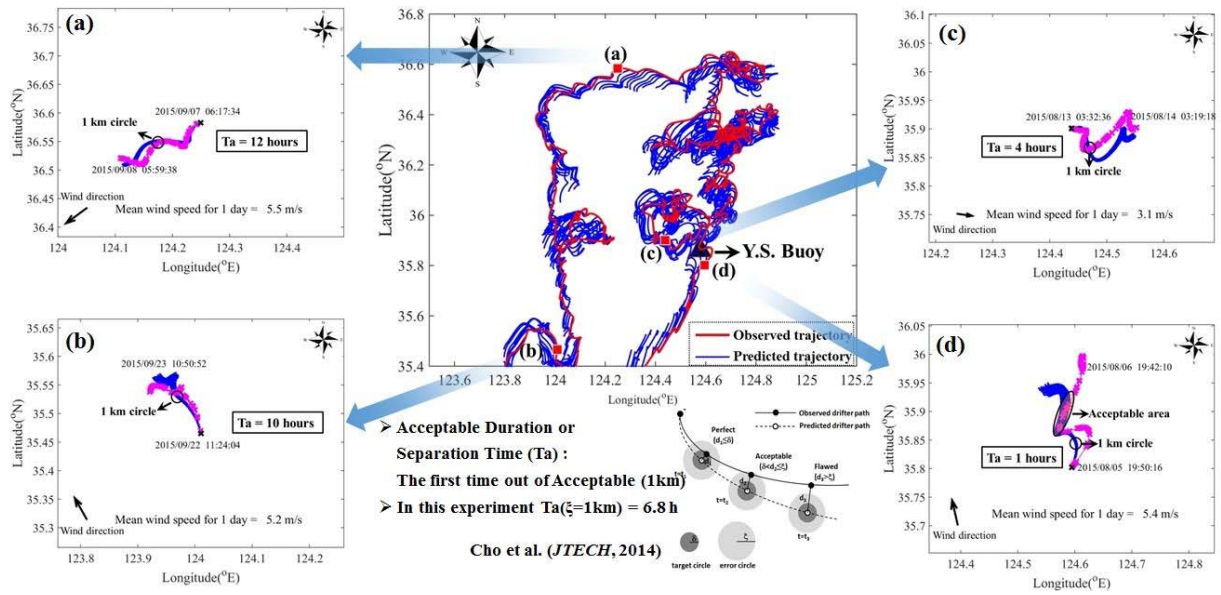 (a)
36.75
36.7
36.65
36.6
36.55
36.5
36.45
36.4
Latitude(°N)
2015/09/07 06:17:34
1 km circle
Ta = 12 hours
2015/09/08 05:59:38
Wind direction
Mean wind speed for 1 day = 5.5 m/s
124 124.1 124.2 124.3 124.4
Longitude(°E)
(b)
35.65
35.6
35.55
35.5
35.45
35.4
35.35
35.3
Latitude(°N)
2015/09/23 10:50:52
1 km circle
Ta = 10 hours
2015/09/22 11:24:04
Mean wind speed for 1 day = 5.2 m/s
Wind direction
123.8 123.9 124 124.1 124.2
Longitude(°E)
36.8
36.6
36.4
36.2
36
35.8
35.6
35.4
Latitude(°N)
N
W E
S
(a)
(c)
Y.S. Buoy
(d)
(b)
Observed trajectory
Predicted trajectory
123.6 123.8 124 124.2 124.4 124.6 124.8 125 125.2
Longitude(°E)
➢ Acceptable Duration or
Separation Time (Ta) :
The first time out of Acceptable (1km)
➢ In this experiment Ta(ξ=1km) = 6.8 h
Cho et al. (JTECH, 2014)
Observed drifter path
Predicted drifter path
Perfect
(d₁≤δ)
Acceptable
(δ<d₂≤ξ)
Flawed
(d₃>ξ)
d₂
d₃
t=t₂
t=t₃
δ
ξ
target circle
error circle
(c)
36.1
36.05
36
35.95
35.9
35.85
35.8
35.75
Latitude(°N)
2015/08/13 03:32:36
2015/08/14 03:19:18
Ta = 4 hours
1 km circle
Mean wind speed for 1 day = 3.1 m/s
Wind direction
124.2 124.3 124.4 124.5 124.6
Longitude(°E)
(d)
36.05
36
35.95
35.9
35.85
35.8
35.75
35.7
Latitude(°N)
2015/08/06 19:42:10
Acceptable area
1 km circle
Ta = 1 hours
2015/08/05 19:50:16
Mean wind speed for 1 day = 5.4 m/s
Wind direction
124.4 124.5 124.6 124.7 124.8
Longitude(°E)